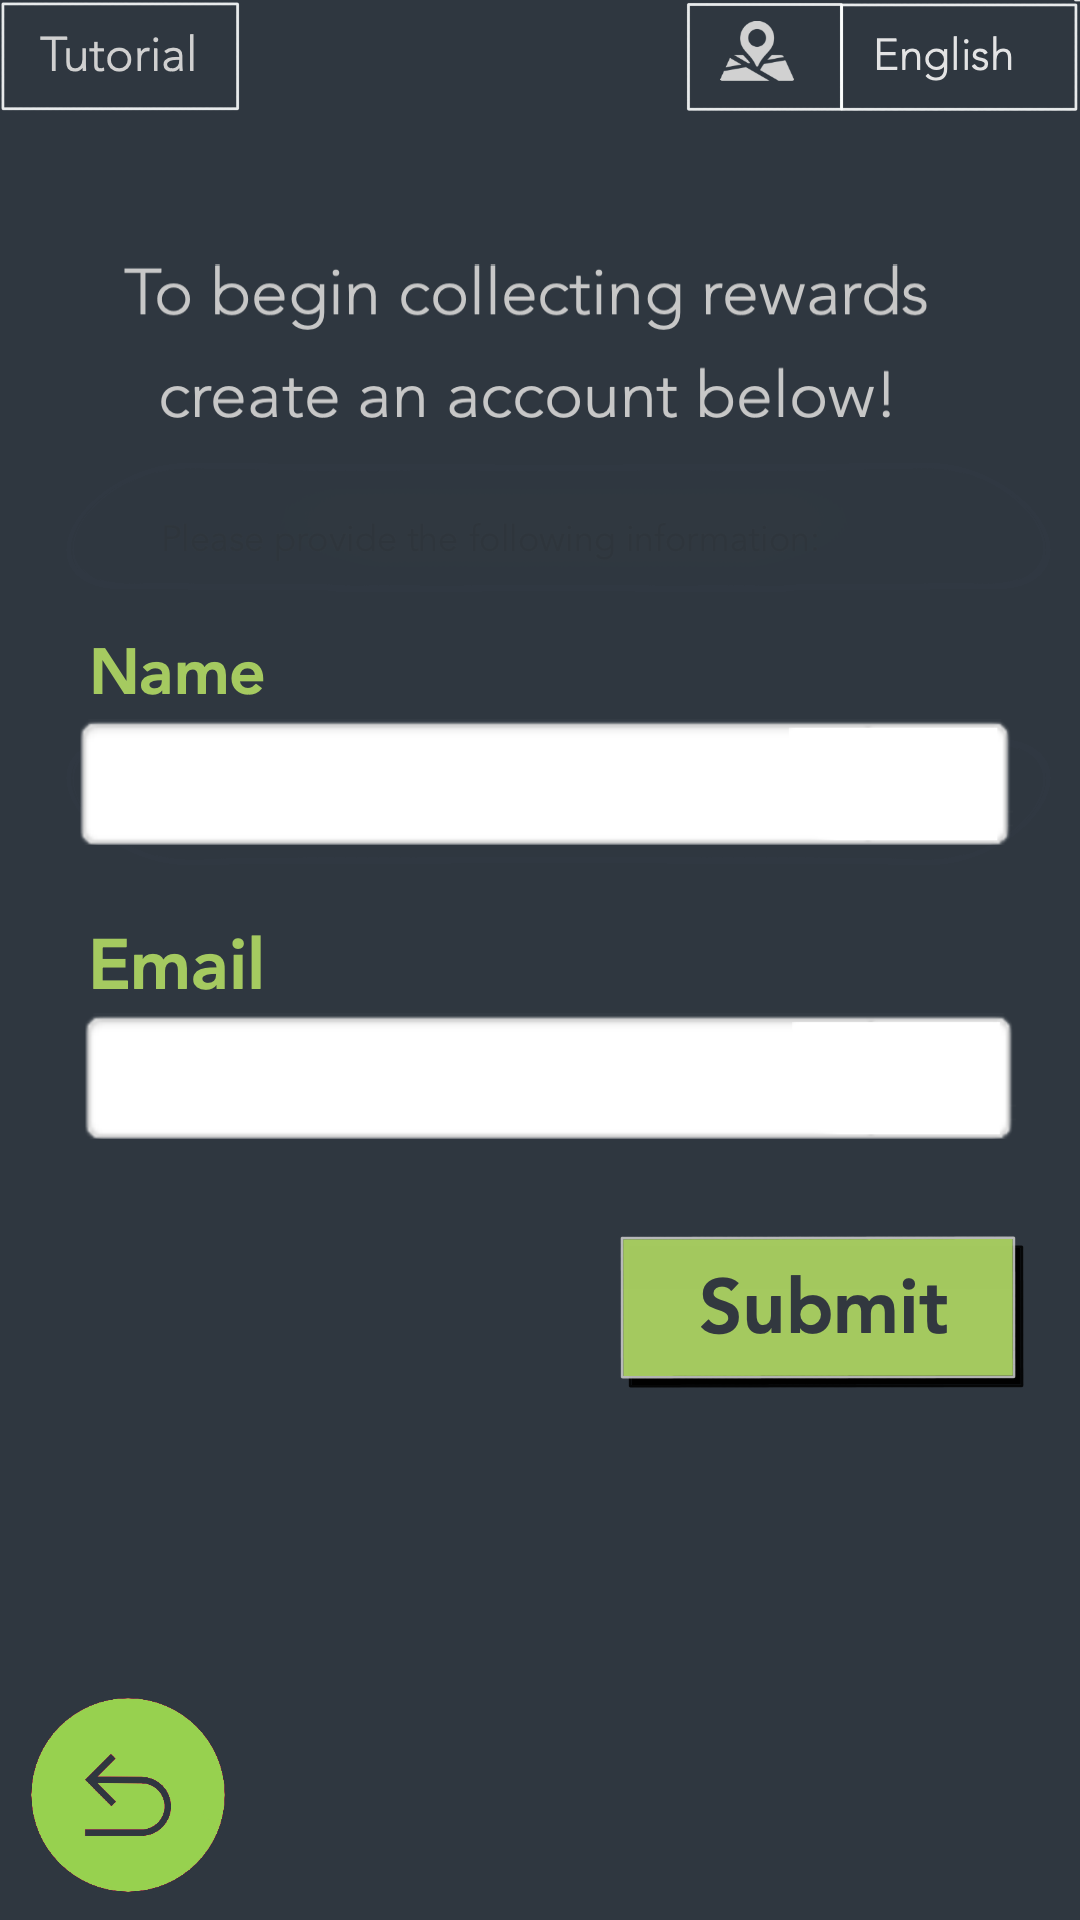 Tutorial
English
To begin collecting rewards
create an account below!
Please provide the following information
Name
Email
Submit